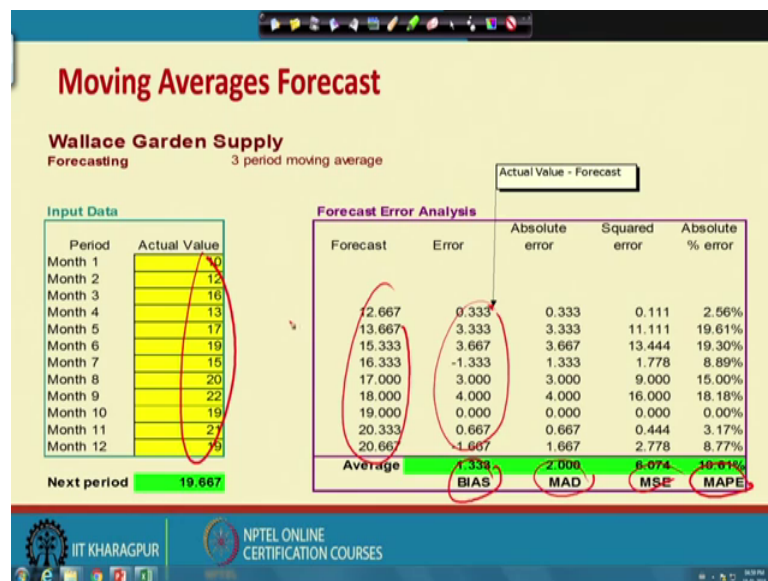 Moving Averages Forecast
Wallace Garden Supply
Forecasting 3 period moving average
Actual Value - Forecast
Input Data
Period Actual Value
Month 1 10
Month 2 12
Month 3 16
Month 4 13
Month 5 17
Month 6 19
Month 7 15
Month 8 20
Month 9 22
Month 10 19
Month 11 21
Month 12 19
Next period 19.667
Forecast Error Analysis
Forecast Error Absolute error Squared error Absolute % error
12.667 0.333 0.333 0.111 2.56%
13.667 3.333 3.333 11.111 19.61%
15.333 3.667 3.667 13.444 19.30%
16.333 -1.333 1.333 1.778 8.89%
17.000 3.000 3.000 9.000 15.00%
18.000 4.000 4.000 16.000 18.18%
19.000 0.000 0.000 0.000 0.00%
20.333 0.667 0.667 0.444 3.17%
20.667 -1.667 1.667 2.778 8.77%
Average 1.333 2.000 6.074 10.61%
BIAS MAD MSE MAPE
IIT KHARAGPUR
NPTEL ONLINE
CERTIFICATION COURSES